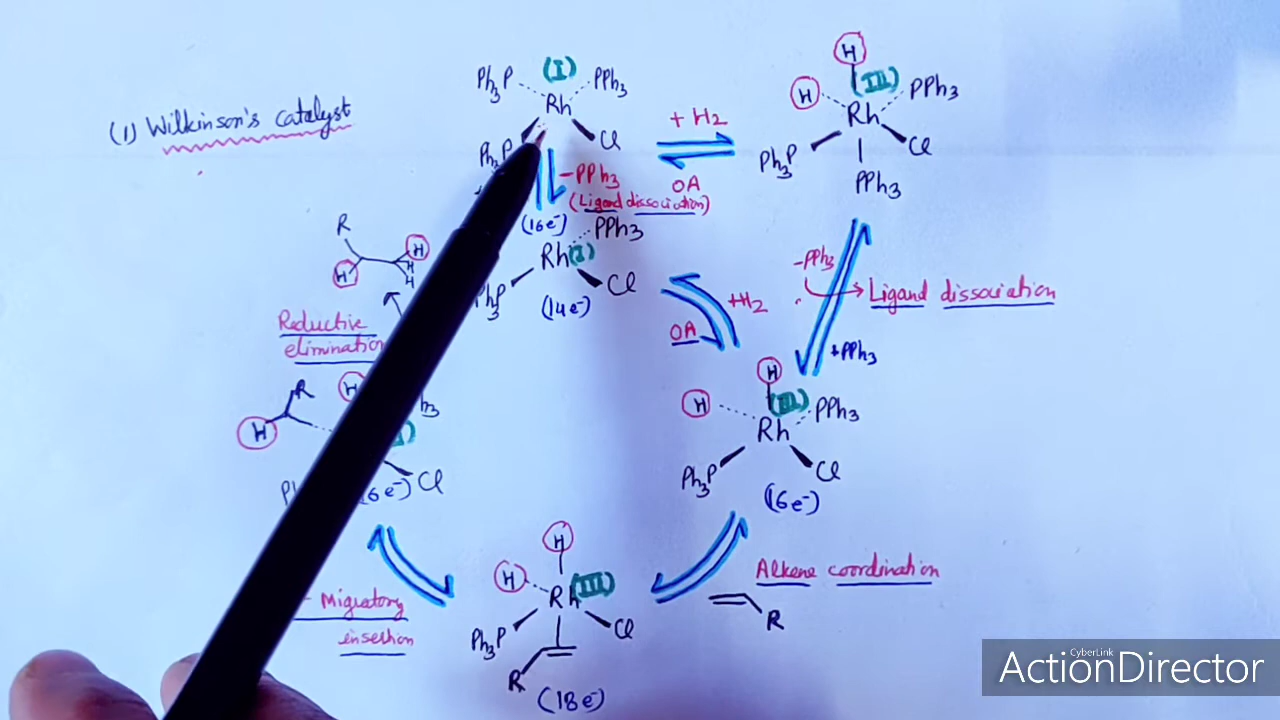 (1) Wilkinson's catalyst
Ph3P (I) PPh3
Rh
Ph3P Cl
+ H2
OA
H
H (III) PPh3
Rh
Ph3P Cl
PPh3
-PPh3
(Ligand dissociation)
(16e-)
PPh3
Rh (I)
Cl
(14e-)
R
H H
H
Reductive
elimination
+H2
OA
-PPh3
Ligand dissociation
+PPh3
H
H PPh3
Rh
Ph3P Cl
(16e-)
R
H
H
Cl
Alkene coordination
R
H
H (III)
Rh
Ph3P Cl
R
(18e-)
Migratory
insertion
CyberLink
ActionDirector